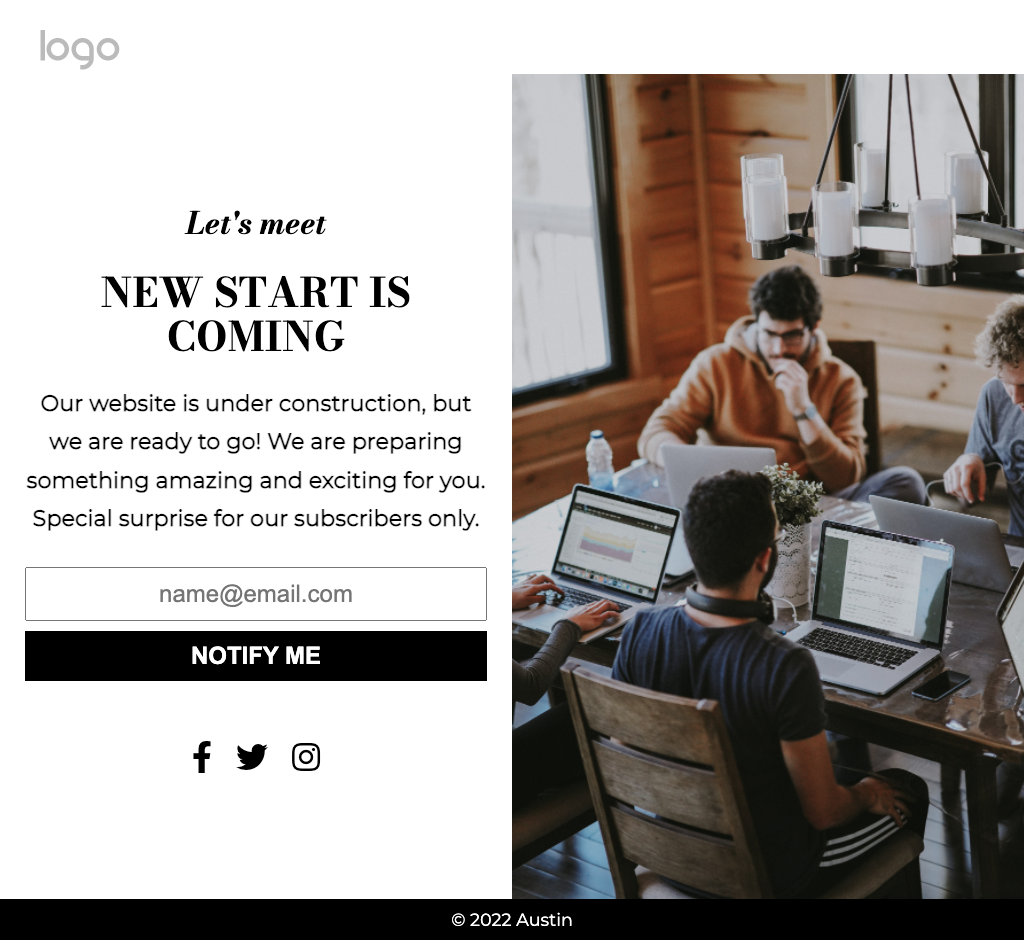 logo
Let's meet
NEW START IS
COMING
Our website is under construction, but
we are ready to go! We are preparing
something amazing and exciting for you.
Special surprise for our subscribers only.
name@email.com
NOTIFY ME
© 2022 Austin